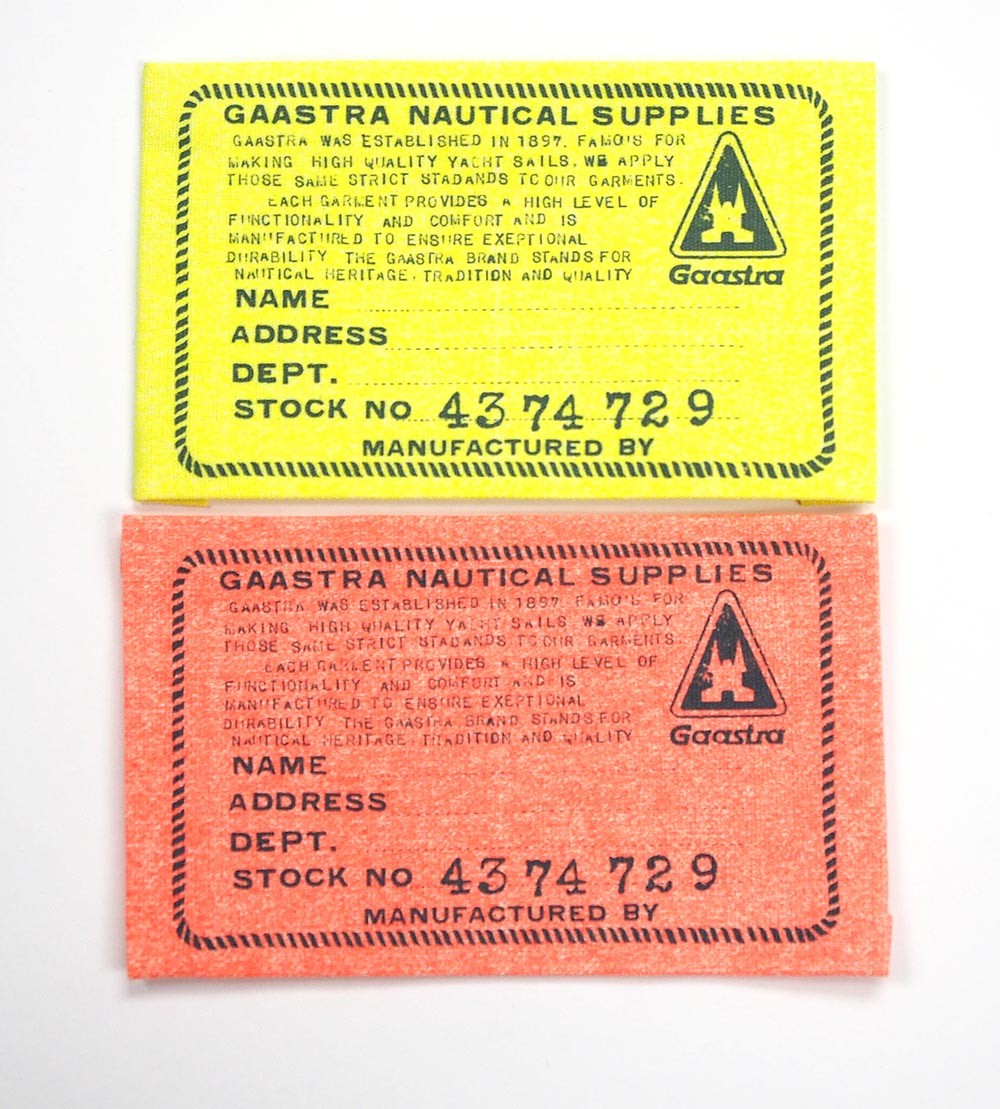 GAASTRA NAUTICAL SUPPLIES
GAASTRA WAS ESTABLISHED IN 1897. FAMOUS FOR
MAKING HIGH QUALITY YACHT SAILS. WE APPLY
THOSE SAME STRICT STADANDS TO OUR GARMENTS.
EACH GARMENT PROVIDES A HIGH LEVEL OF
FUNCTIONALITY AND COMFORT AND IS
MANUFACTURED TO ENSURE EXEPTIONAL
DURABILITY THE GAASTRA BRAND STANDS FOR
NAUTICAL HERITAGE. TRADITION AND QUALITY
Gaastra
NAME
ADDRESS
DEPT.
STOCK NO 4374 729
MANUFACTURED BY
GAASTRA NAUTICAL SUPPLIES
GAASTRA WAS ESTABLISHED IN 1897. FAMOUS FOR
MAKING HIGH QUALITY YACHT SAILS. WE APPLY
THOSE SAME STRICT STADANDS TO OUR GARMENTS.
EACH GARMENT PROVIDES A HIGH LEVEL OF
FUNCTIONALITY AND COMFORT AND IS
MANUFACTURED TO ENSURE EXEPTIONAL
DURABILITY THE GAASTRA BRAND STANDS FOR
NAUTICAL HERITAGE. TRADITION AND QUALITY
Gaastra
NAME
ADDRESS
DEPT.
STOCK NO 4374 729
MANUFACTURED BY